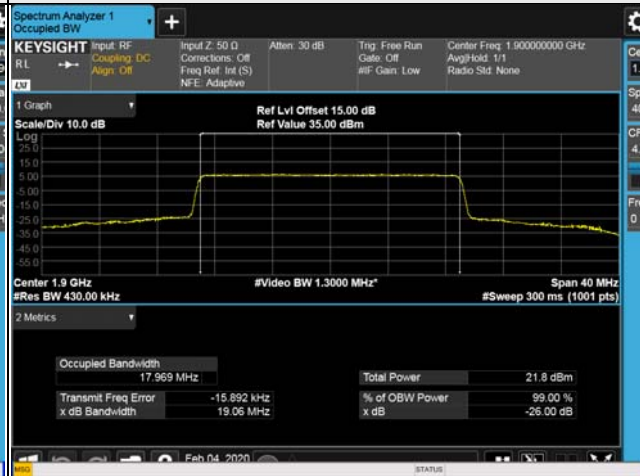 Spectrum Analyzer 1
Occupied BW
KEYSIGHT
RL
LXI
Input: RF
Coupling: DC
Align: Off
Input Z: 50 Ω
Corrections: Off
Freq Ref: Int (S)
NFE: Adaptive
Atten: 30 dB
Trig: Free Run
Gate: Off
#IF Gain: Low
Center Freq: 1.900000000 GHz
Avg|Hold: 1/1
Radio Std: None
1 Graph
Scale/Div 10.0 dB
Ref Lvl Offset 15.00 dB
Ref Value 35.00 dBm
Log
25.0
15.0
5.00
-5.00
-15.0
-25.0
-35.0
-45.0
-55.0
Center 1.9 GHz
#Res BW 430.00 kHz
#Video BW 1.3000 MHz*
Span 40 MHz
#Sweep 300 ms (1001 pts)
2 Metrics
Occupied Bandwidth
17.969 MHz
Total Power 21.8 dBm
Transmit Freq Error -15.892 kHz
% of OBW Power 99.00 %
x dB Bandwidth 19.06 MHz
x dB -26.00 dB
Feb 04, 2020
MSG
STATUS